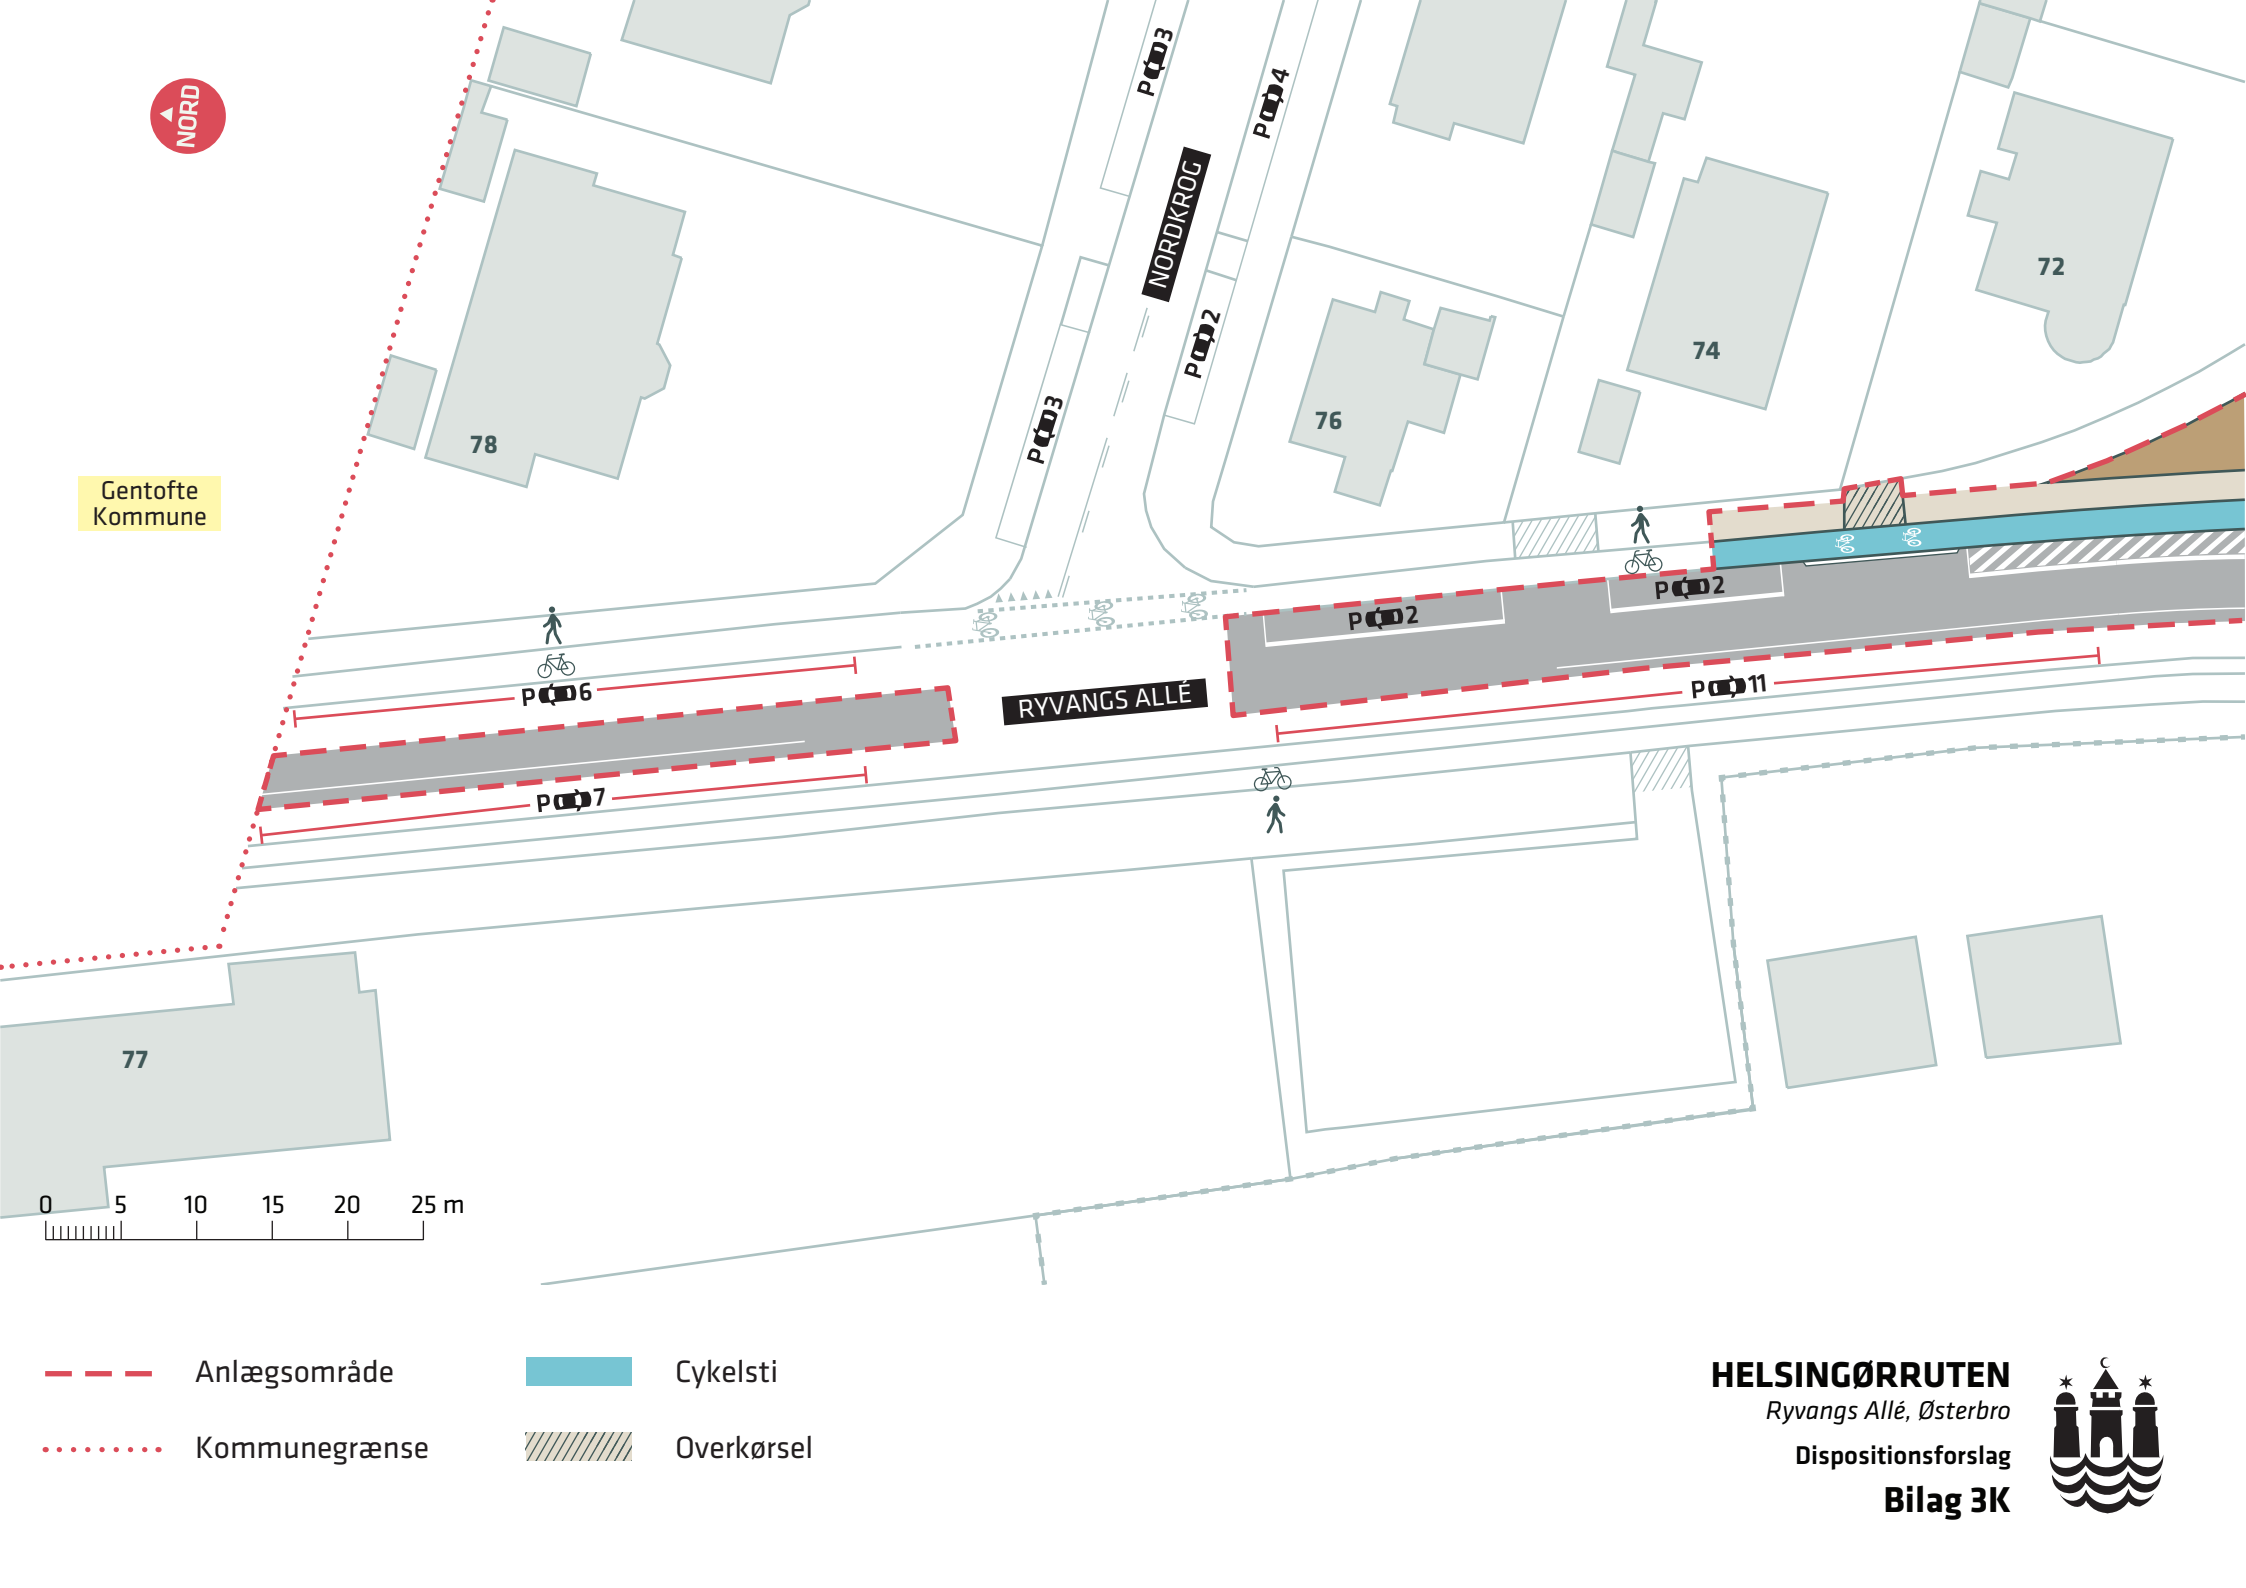 NORD
P 3
P 4
NORDKROG
72
P 2
74
P 3
76
78
Gentofte
Kommune
P 2
P 2
P 6
RYVANGS ALLÉ
P 11
P 7
77
0 5 10 15 20 25 m
Anlægsområde
Cykelsti
Kommunegrænse
Overkørsel
HELSINGØRRUTEN
Ryvangs Allé, Østerbro
Dispositionsforslag
Bilag 3K